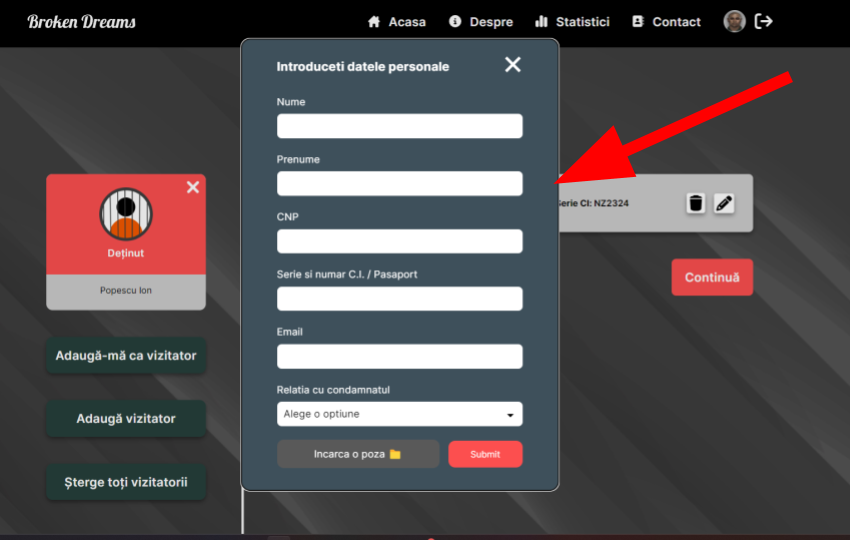 Broken Dreams
Acasa
Despre
Statistici
Contact
Introduceti datele personale
Nume
Prenume
CNP
Serie si numar C.I. / Pasaport
Email
Relatia cu condamnatul
Alege o optiune
Incarca o poza
Submit
Deținut
Popescu Ion
Adaugă-mă ca vizitator
Adaugă vizitator
Șterge toți vizitatorii
Serie CI: NZ2324
Continuă